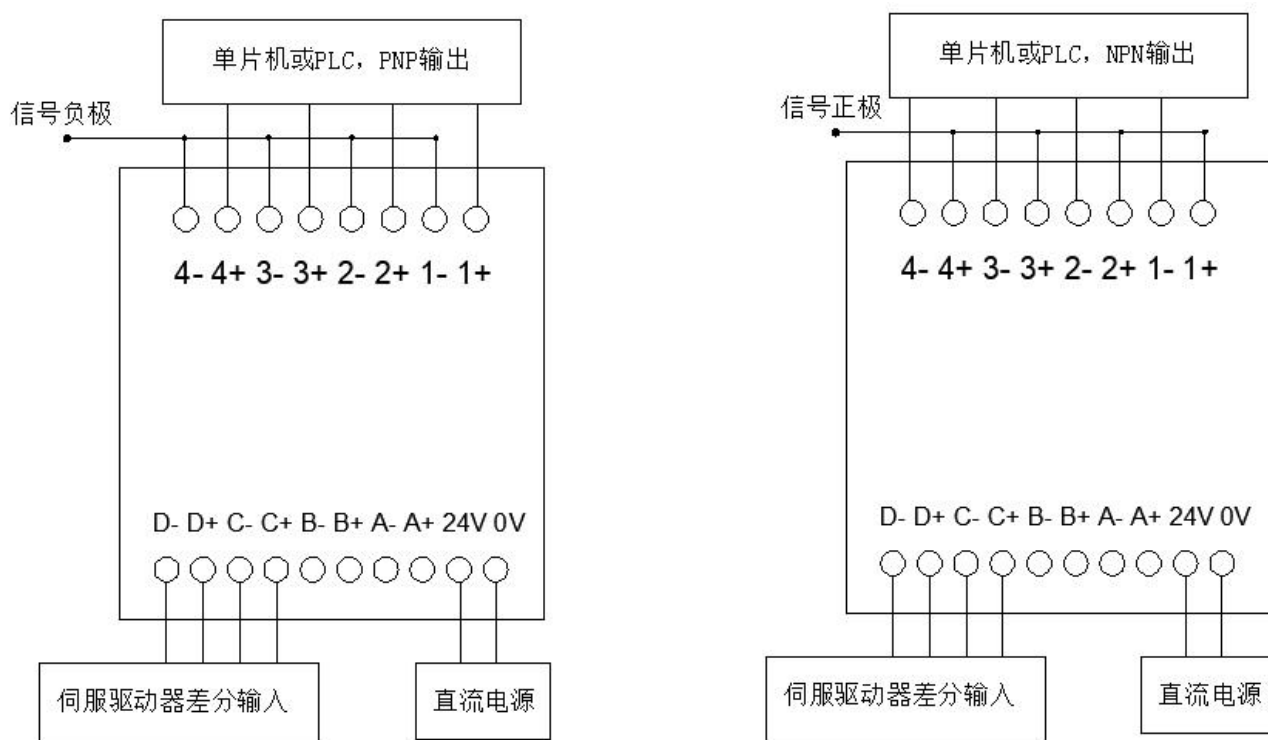 单片机或PLC, PNP输出
信号负极
4- 4+ 3- 3+ 2- 2+ 1- 1+
D- D+ C- C+ B- B+ A- A+ 24V 0V
伺服驱动器差分输入
直流电源
单片机或PLC, NPN输出
信号正极
4- 4+ 3- 3+ 2- 2+ 1- 1+
D- D+ C- C+ B- B+ A- A+ 24V 0V
伺服驱动器差分输入
直流电源